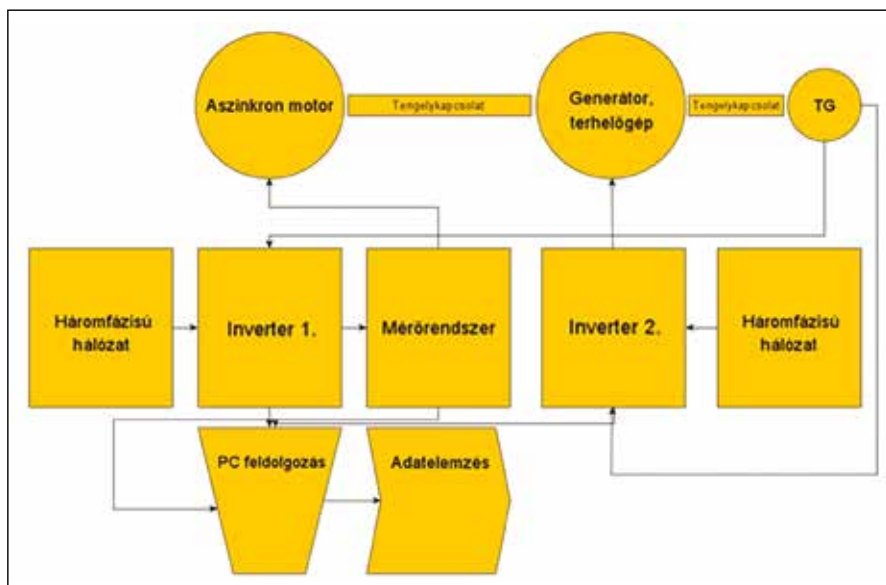 Aszinkron motor
Tengelykapcsolat
Generátor,
terhelőgép
Tengelykapcsolat
TG
Háromfázisú
hálózat
Inverter 1.
Mérőrendszer
Inverter 2.
Háromfázisú
hálózat
PC feldolgozás
Adatelemzés